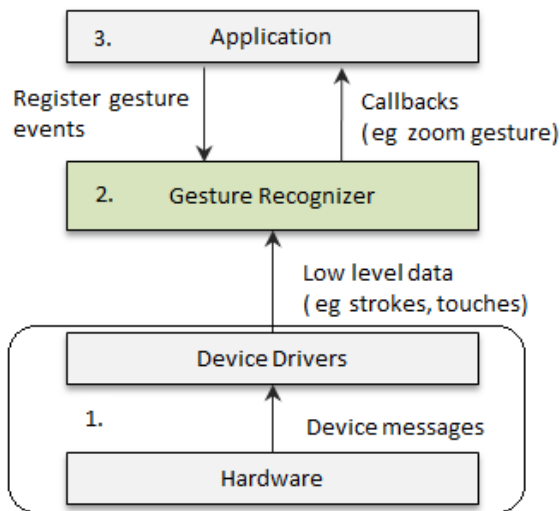 3. Application
Register gesture
events
Callbacks
( eg zoom gesture)
2. Gesture Recognizer
Low level data
( eg strokes, touches)
Device Drivers
1.
Device messages
Hardware